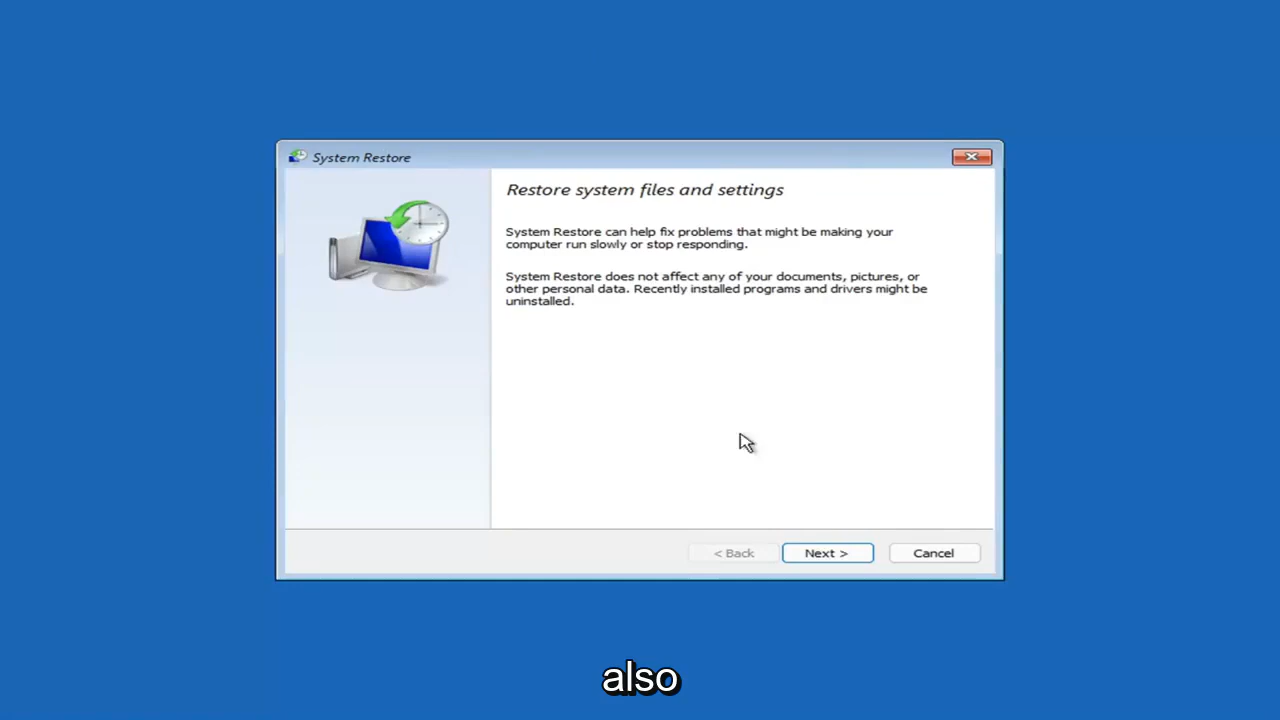 System Restore
Restore system files and settings
System Restore can help fix problems that might be making your
computer run slowly or stop responding.
System Restore does not affect any of your documents, pictures, or
other personal data. Recently installed programs and drivers might be
uninstalled.
< Back
Next >
Cancel
also